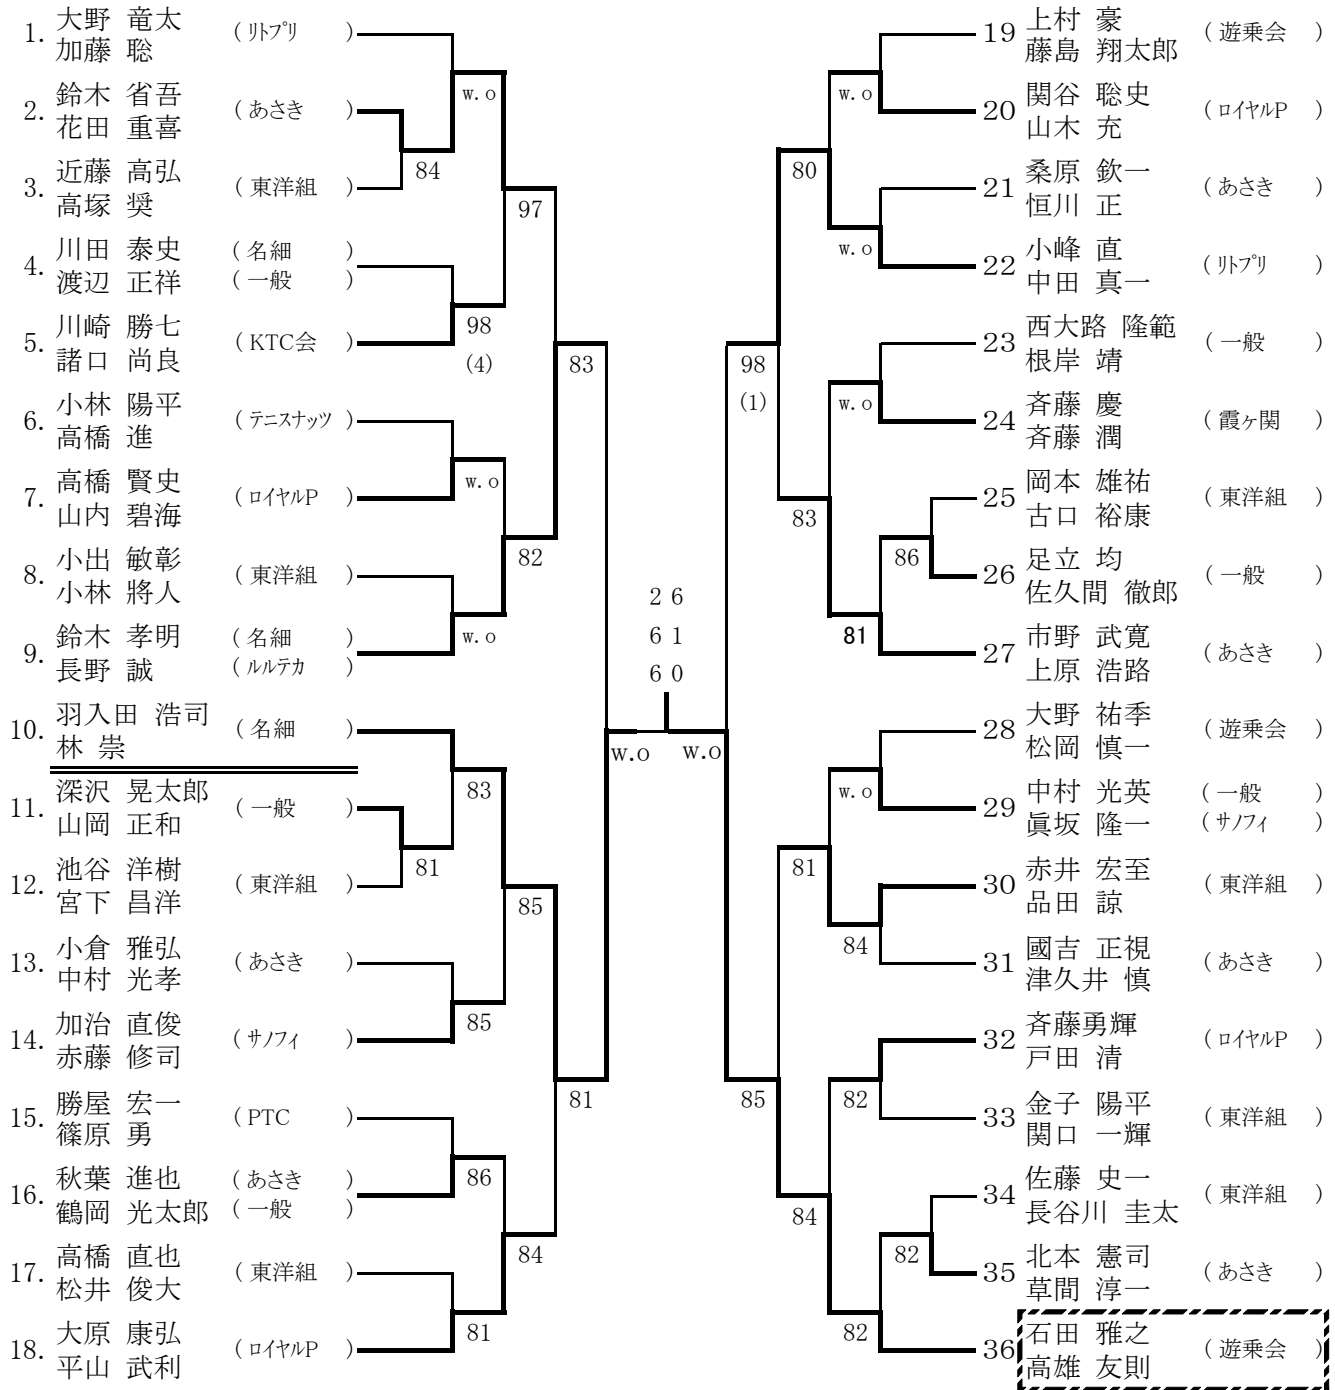 1. 大野 竜太 (リトプリ)
加藤 聡
2. 鈴木 省吾 (あさき)
花田 重喜
3. 近藤 高弘 (東洋組)
高塚 奨
4. 川田 泰史 (名細)
渡辺 正祥 (一般)
5. 川崎 勝七 (KTC会)
諸口 尚良
6. 小林 陽平 (テニスナッツ)
高橋 進
7. 高橋 賢史 (ロイヤルP)
山内 碧海
8. 小出 敏彰 (東洋組)
小林 將人
9. 鈴木 孝明 (名細)
長野 誠 (ルルテカ)
10. 羽入田 浩司 (名細)
林 崇
11. 深沢 晃太郎 (一般)
山岡 正和
12. 池谷 洋樹 (東洋組)
宮下 昌洋
13. 小倉 雅弘 (あさき)
中村 光孝
14. 加治 直俊 (サノフィ)
赤藤 修司
15. 勝屋 宏一 (PTC)
篠原 勇
16. 秋葉 進也 (あさき)
鶴岡 光太郎 (一般)
17. 高橋 直也 (東洋組)
松井 俊大
18. 大原 康弘 (ロイヤルP)
平山 武利
84
81
w.o
98
(4)
w.o
w.o
83
85
86
81
97
82
85
84
83
81
w.o
2 6
6 1
6 0
w.o
98
(1)
85
80
83
81
84
w.o
w.o
w.o
81
w.o
84
82
82
86
82
19 上村 豪 (遊乗会)
藤島 翔太郎
20 関谷 聡史 (ロイヤルP)
山木 充
21 桑原 欽一 (あさき)
恒川 正
22 小峰 直 (リトプリ)
中田 真一
23 西大路 隆範 (一般)
根岸 靖
24 斉藤 慶 (霞ヶ関)
斉藤 潤
25 岡本 雄祐 (東洋組)
古口 裕康
26 足立 均 (一般)
佐久間 徹郎
27 市野 武寛 (あさき)
上原 浩路
28 大野 祐季 (遊乗会)
松岡 慎一
29 中村 光英 (一般)
眞坂 隆一 (サノフィ)
30 赤井 宏至 (東洋組)
品田 諒
31 國吉 正視 (あさき)
津久井 慎
32 斉藤勇輝 (ロイヤルP)
戸田 清
33 金子 陽平 (東洋組)
関口 一輝
34 佐藤 史一 (東洋組)
長谷川 圭太
35 北本 憲司 (あさき)
草間 淳一
36 石田 雅之 (遊乗会)
高雄 友則